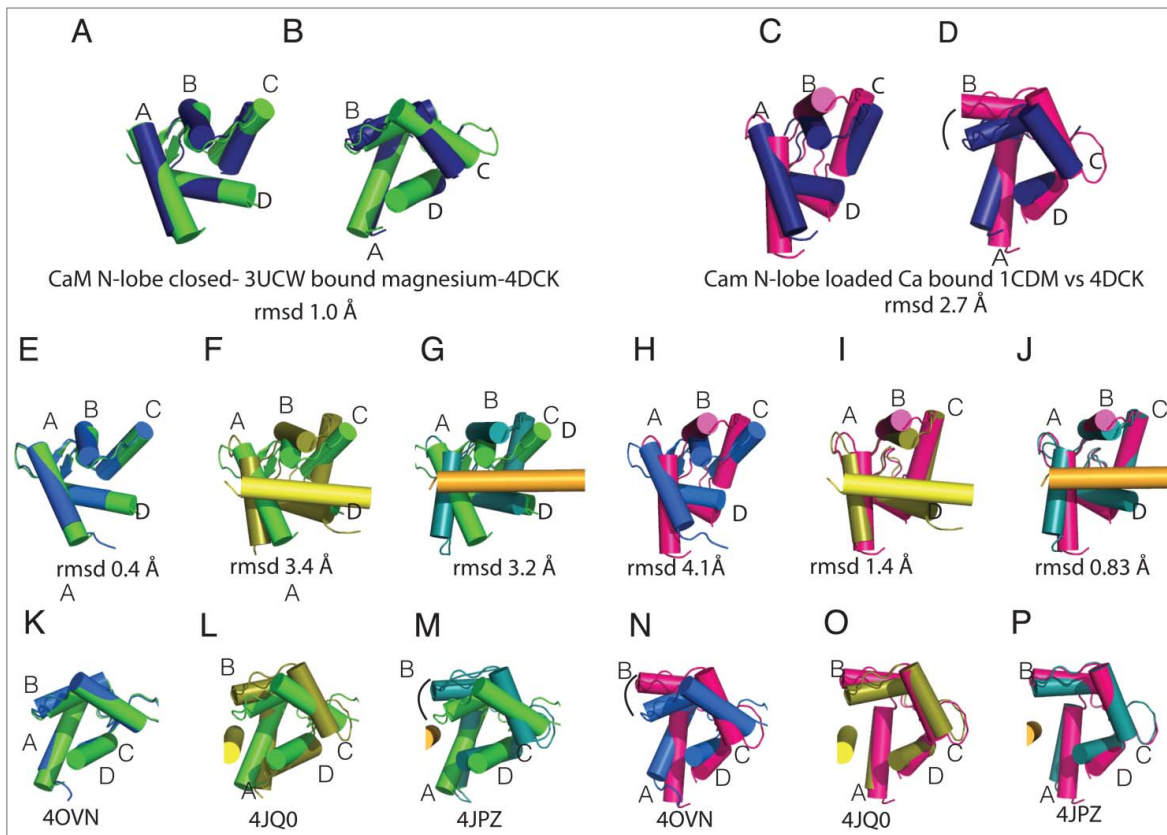 A B C D
B C B C B
A A
D C D C
D D
A A
CaM N-lobe closed- 3UCW bound magnesium-4DCK
rmsd 1.0 Å
Cam N-lobe loaded Ca bound 1CDM vs 4DCK
rmsd 2.7 Å
E F G H I J
A B C A B C A B C D A B C A B C A B C
D D D D D D
rmsd 0.4 Å rmsd 3.4 Å rmsd 3.2 Å rmsd 4.1Å rmsd 1.4 Å rmsd 0.83 Å
A A
K L M N O P
B B B B B B
A
C C C C C C
D D D D D D
A A A A A
4OVN 4JQ0 4JPZ 4OVN 4JQ0 4JPZ